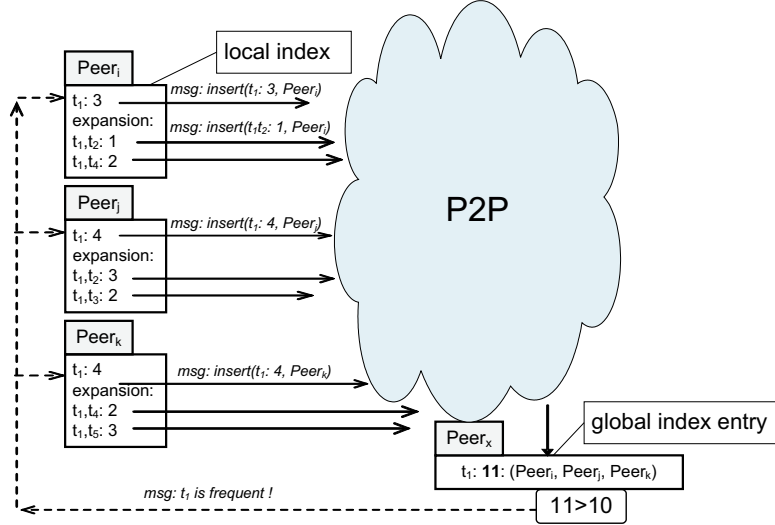 local index
Peerᵢ
t₁: 3
expansion:
t₁,t₂: 1
t₁,t₄: 2
msg: insert(t₁: 3, Peerᵢ)
msg: insert(t₁t₂: 1, Peerᵢ)
Peerⱼ
t₁: 4
expansion:
t₁,t₂: 3
t₁,t₃: 2
msg: insert(t₁: 4, Peerⱼ)
P2P
Peerₖ
t₁: 4
expansion:
t₁,t₄: 2
t₁,t₅: 3
msg: insert(t₁: 4, Peerₖ)
global index entry
Peerₓ
t₁: 11: (Peerᵢ, Peerⱼ, Peerₖ)
msg: t₁ is frequent !
11>10